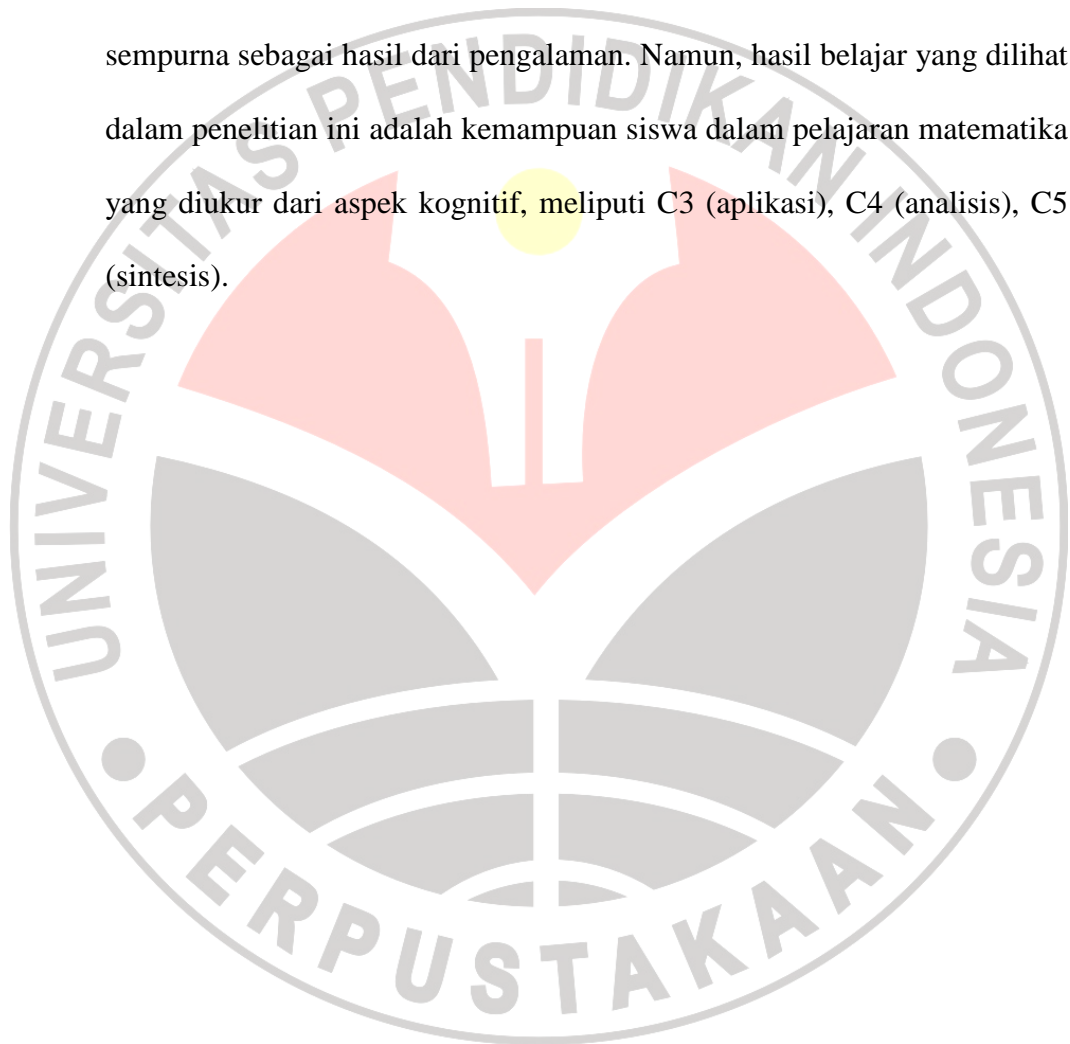 sempurna sebagai hasil dari pengalaman. Namun, hasil belajar yang dilihat
dalam penelitian ini adalah kemampuan siswa dalam pelajaran matematika
yang diukur dari aspek kognitif, meliputi C3 (aplikasi), C4 (analisis), C5
(sintesis).
UNIVERSITAS PENDIDIKAN INDONESIA
PERPUSTAKAAN